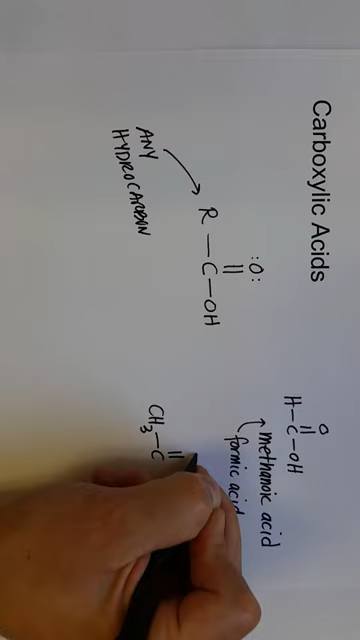 Carboxylic Acids
:O:
||
R — C — OH
ANY
HYDROCARBON
O
||
H — C — OH
methanoic acid
formic acid
||
CH₃ — C